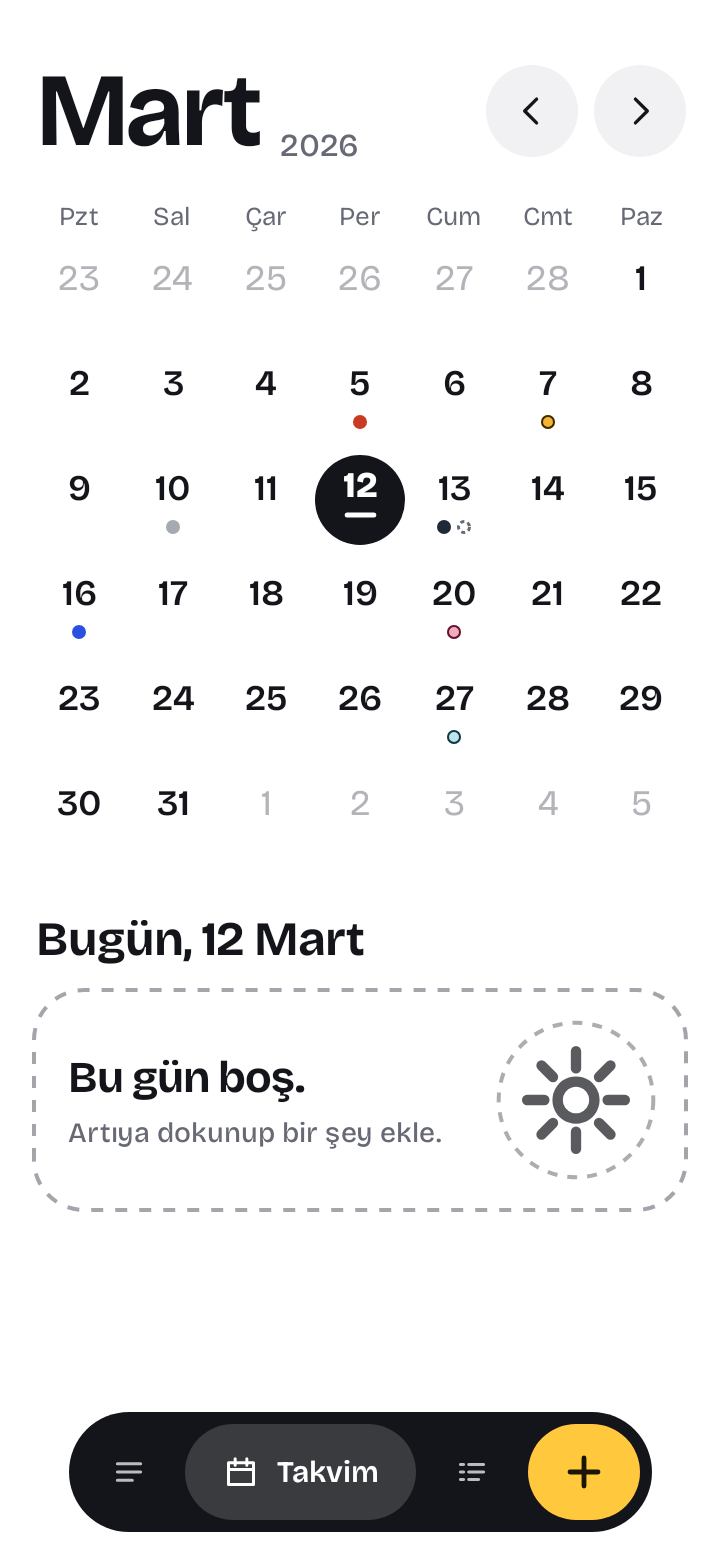 Mart 2026
Pzt Sal Çar Per Cum Cmt Paz
23 24 25 26 27 28 1
2 3 4 5 6 7 8
9 10 11 12 13 14 15
16 17 18 19 20 21 22
23 24 25 26 27 28 29
30 31 1 2 3 4 5
Bugün, 12 Mart
Bu gün boş.
Artıya dokunup bir şey ekle.
Takvim